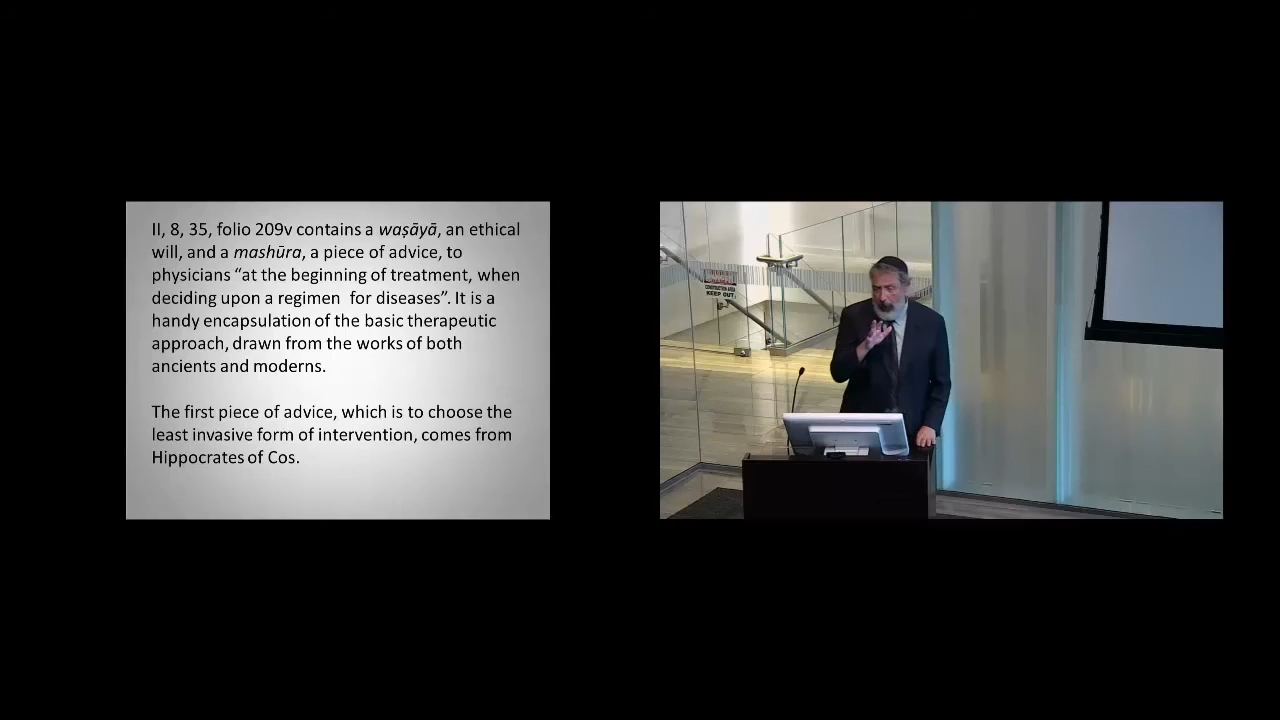 II, 8, 35, folio 209v contains a waṣāyā, an ethical
will, and a mashūra, a piece of advice, to
physicians “at the beginning of treatment, when
deciding upon a regimen  for diseases”. It is a
handy encapsulation of the basic therapeutic
approach, drawn from the works of both
ancients and moderns.
The first piece of advice, which is to choose the
least invasive form of intervention, comes from
Hippocrates of Cos.
CONSTRUCTION AREA
KEEP OUT